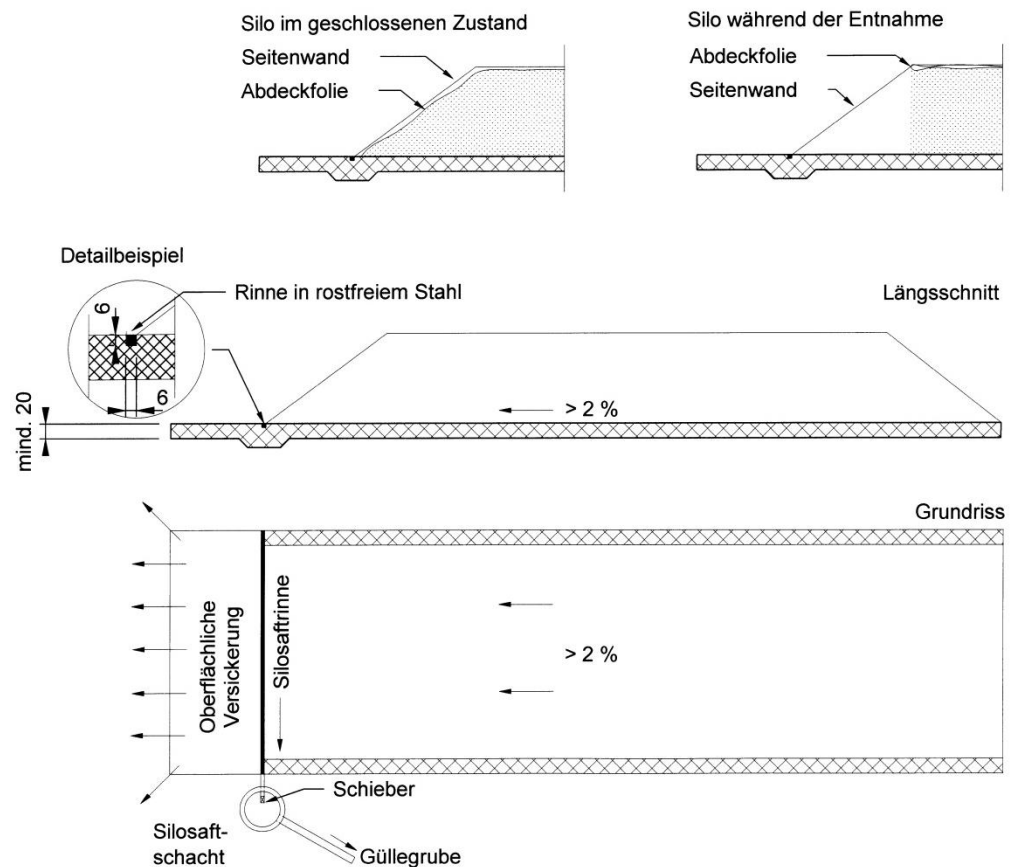 Silo im geschlossenen Zustand
Seitenwand
Abdeckfolie
Silo während der Entnahme
Abdeckfolie
Seitenwand
Detailbeispiel
6
Rinne in rostfreiem Stahl
Längsschnitt
6
mind. 20
> 2 %
Grundriss
Oberflächliche
Versickerung
Silosaftrinne
> 2 %
Schieber
Silosaft-
schacht
Güllegrube